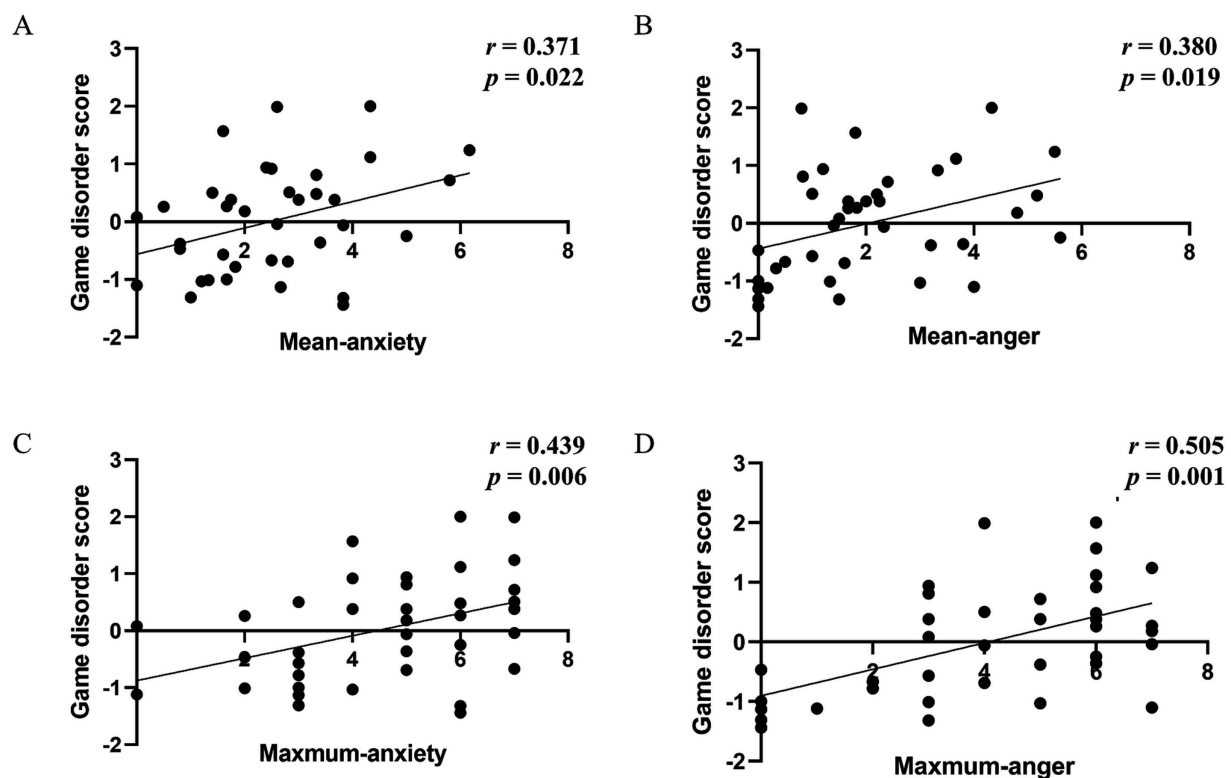 A
r = 0.371
p = 0.022
Game disorder score
3
2
1
0
-1
-2
2
4
6
8
Mean-anxiety
B
r = 0.380
p = 0.019
Game disorder score
3
2
1
0
-1
-2
2
4
6
8
Mean-anger
C
r = 0.439
p = 0.006
Game disorder score
3
2
1
0
-1
-2
2
4
6
8
Maxmum-anxiety
D
r = 0.505
p = 0.001
Game disorder score
3
2
1
0
-1
-2
2
4
6
8
Maxmum-anger